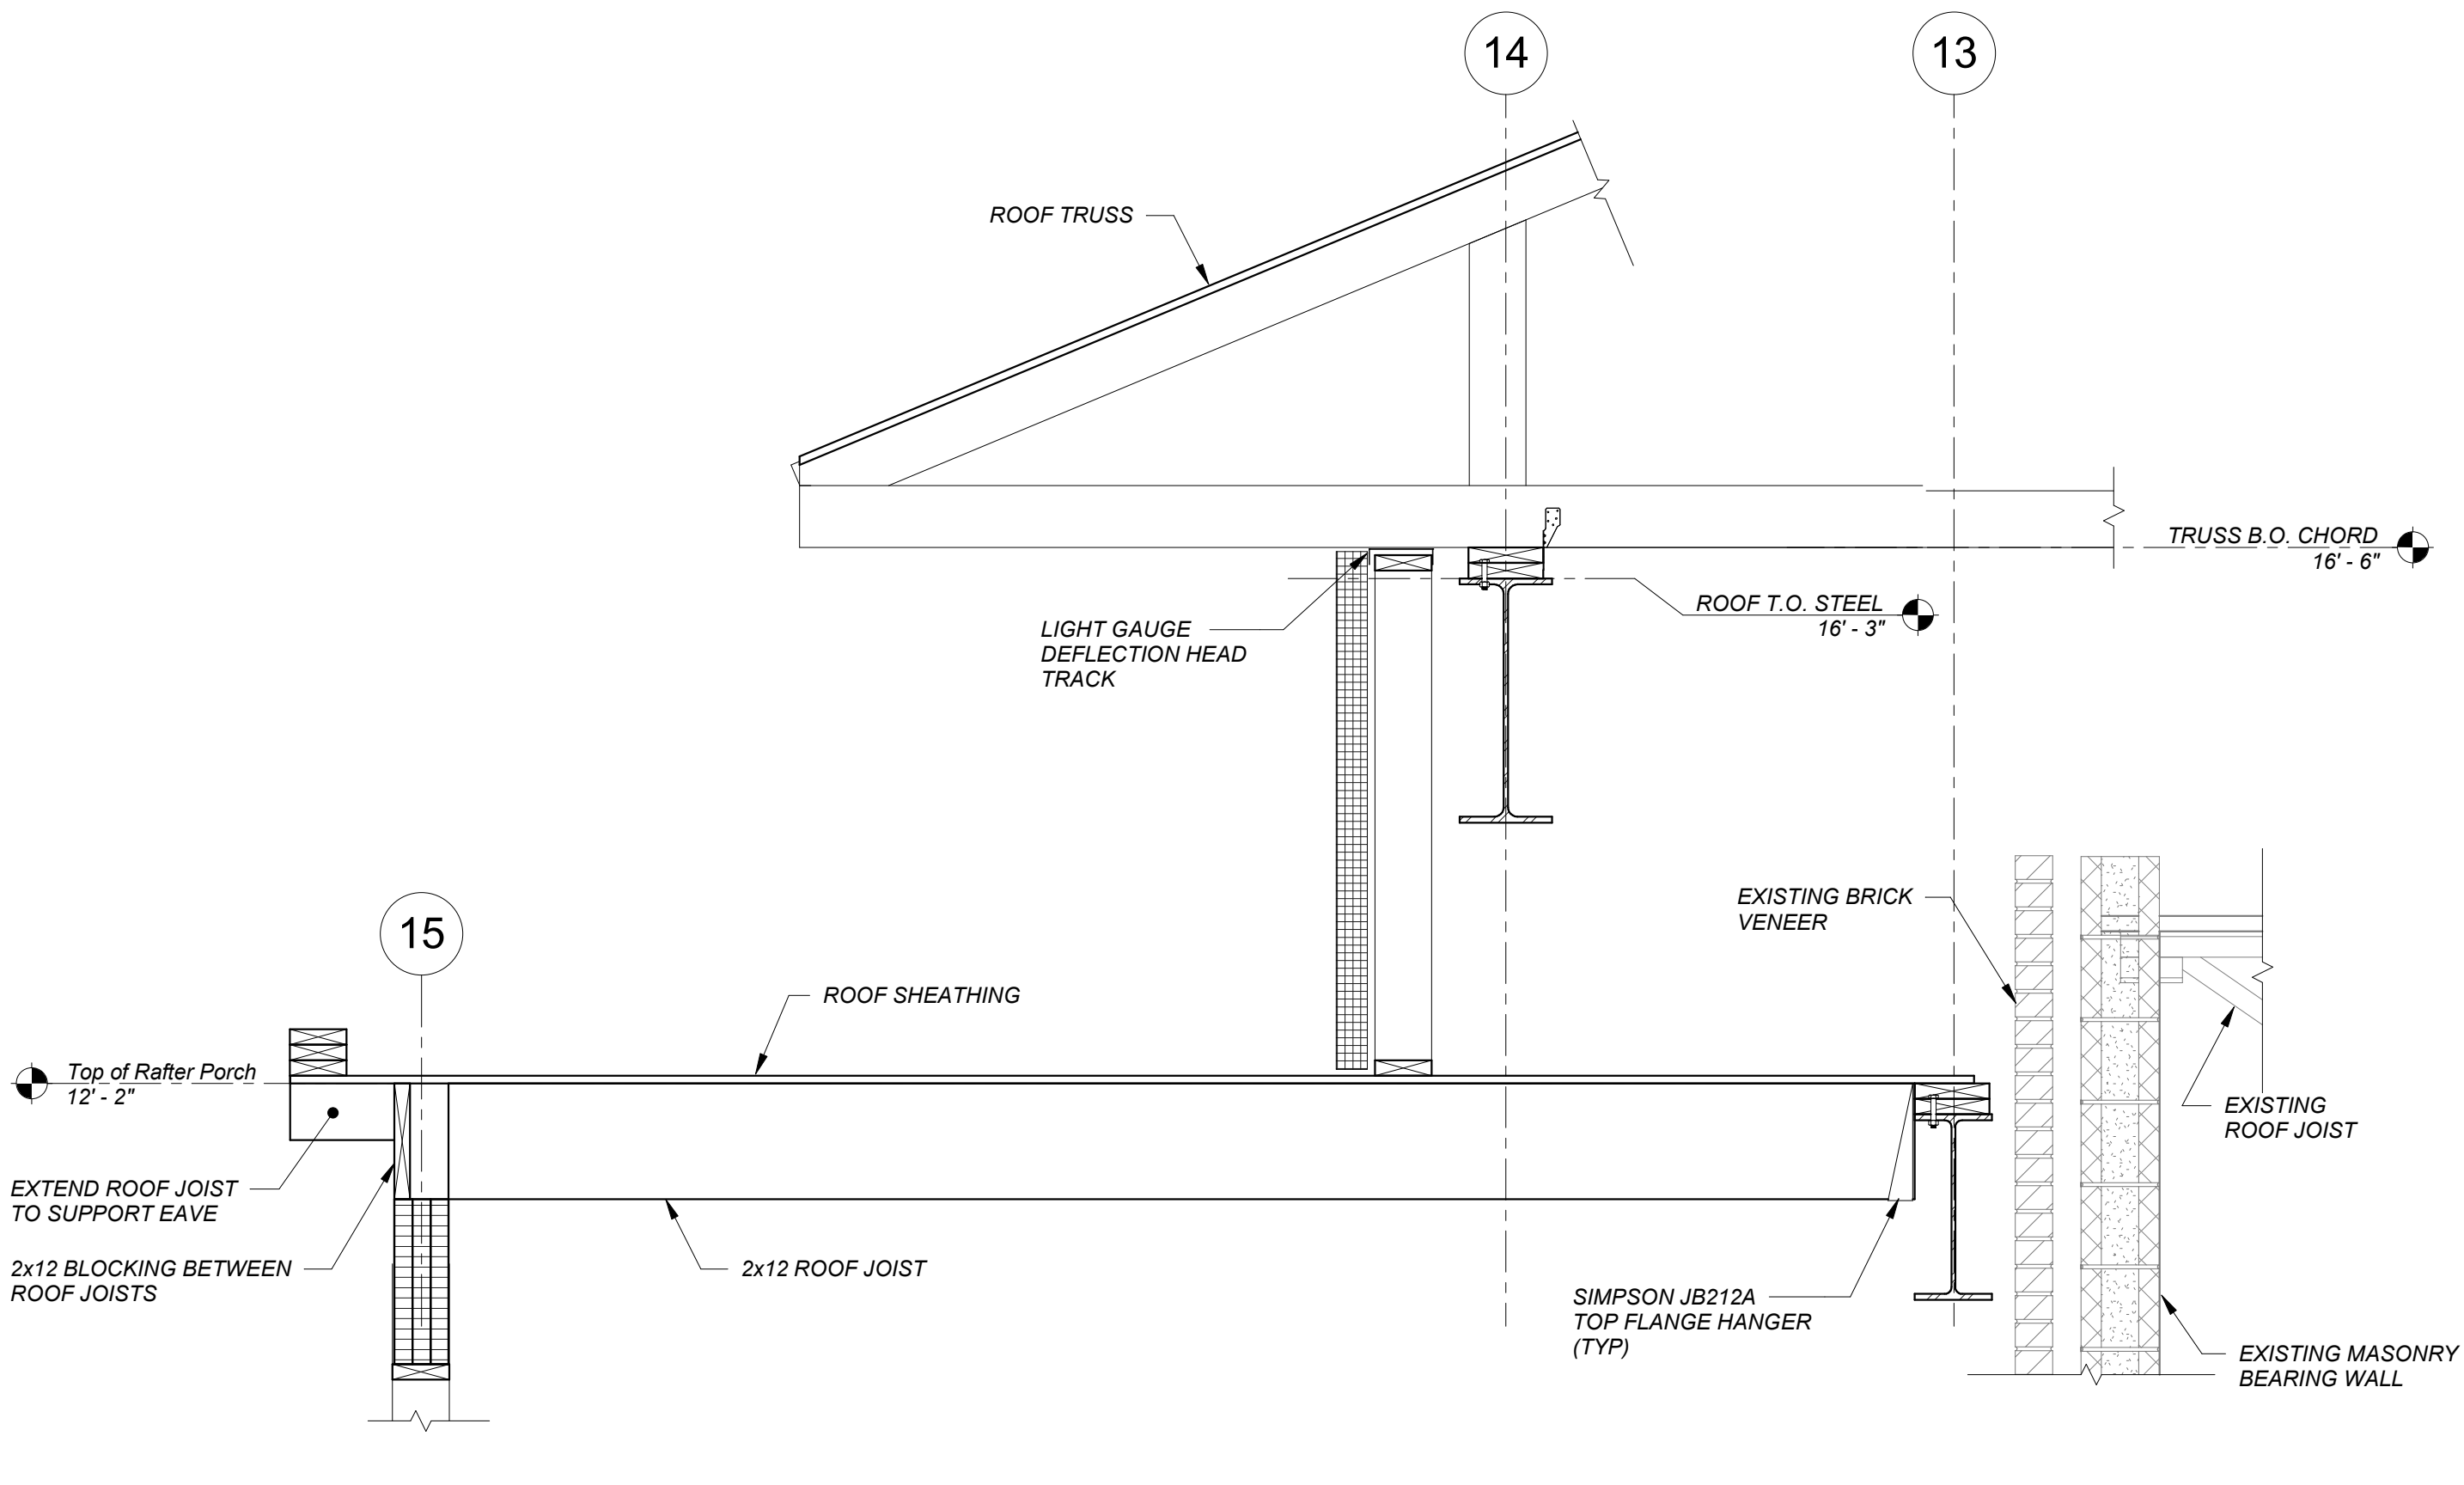 14
13
ROOF TRUSS
TRUSS B.O. CHORD
16' - 6"
ROOF T.O. STEEL
16' - 3"
LIGHT GAUGE
DEFLECTION HEAD
TRACK
EXISTING BRICK
VENEER
15
ROOF SHEATHING
Top of Rafter Porch
12' - 2"
EXISTING
ROOF JOIST
EXTEND ROOF JOIST
TO SUPPORT EAVE
2x12 BLOCKING BETWEEN
ROOF JOISTS
2x12 ROOF JOIST
SIMPSON JB212A
TOP FLANGE HANGER
(TYP)
EXISTING MASONRY
BEARING WALL